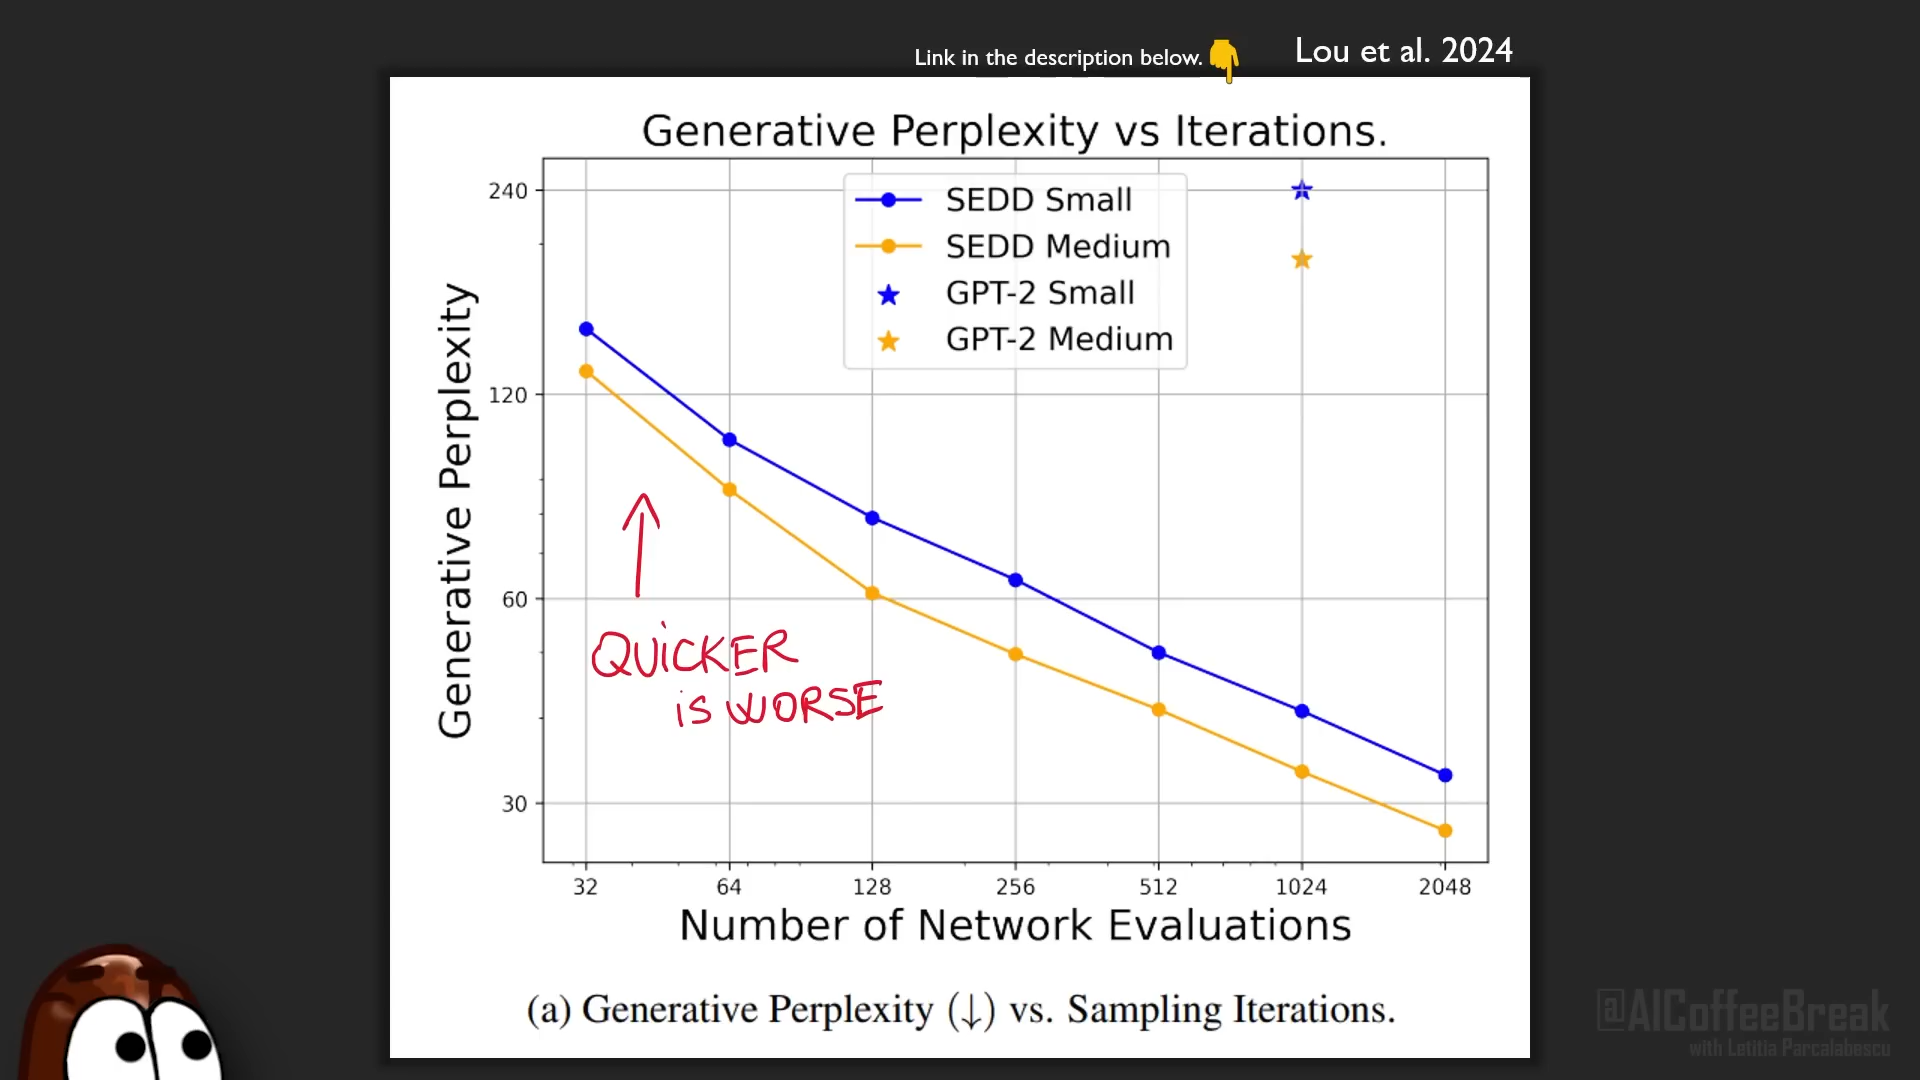 Link in the description below.
Lou et al. 2024
Generative Perplexity vs Iterations.
SEDD Small
SEDD Medium
GPT-2 Small
GPT-2 Medium
240
120
60
30
Generative Perplexity
QUICKER
is WORSE
32 64 128 256 512 1024 2048
Number of Network Evaluations
(a) Generative Perplexity (↓) vs. Sampling Iterations.
@AICoffeeBreak
with Letitia Parcalabescu